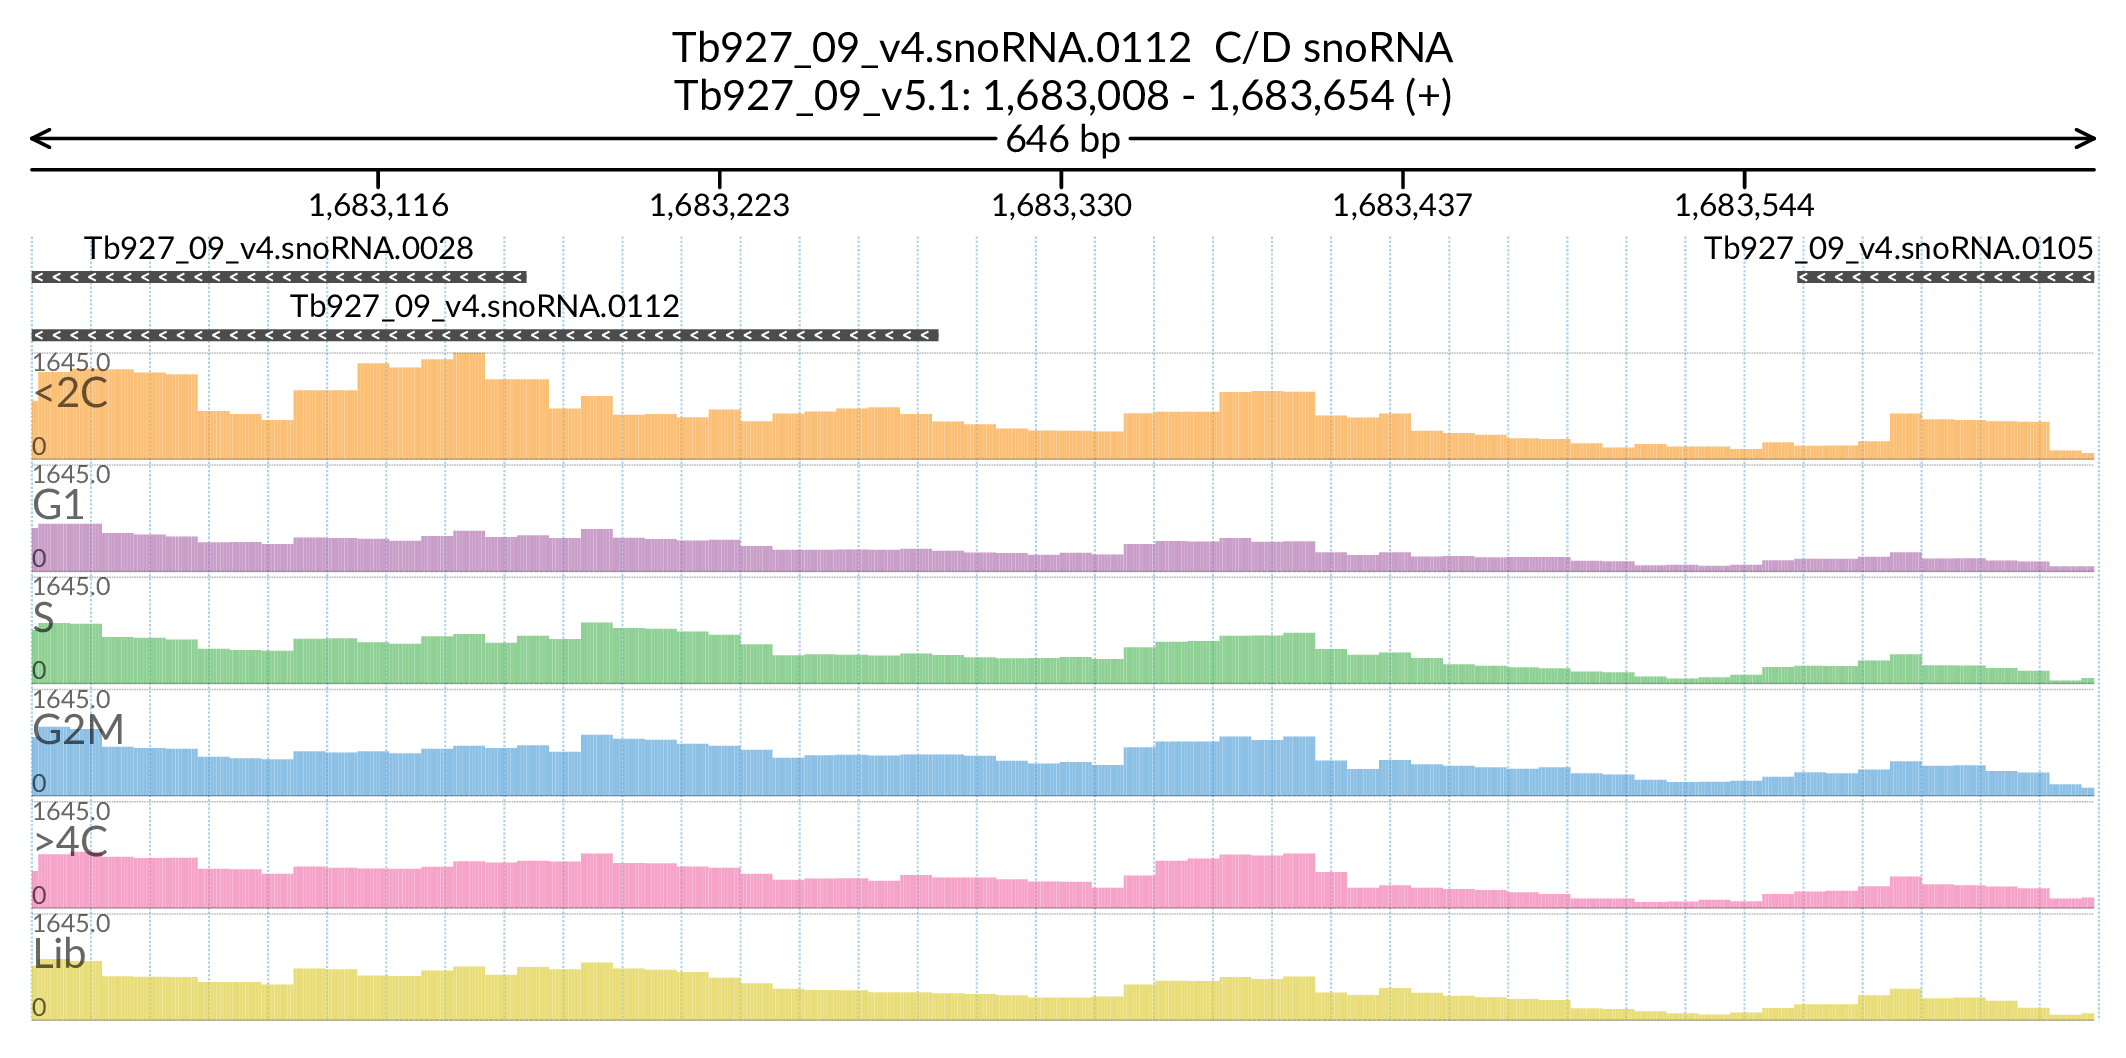 Tb927_09_v4.snoRNA.0112 C/D snoRNA
Tb927_09_v5.1: 1,683,008 - 1,683,654 (+)
646 bp
1,683,116 1,683,223 1,683,330 1,683,437 1,683,544
Tb927_09_v4.snoRNA.0028 Tb927_09_v4.snoRNA.0105
Tb927_09_v4.snoRNA.0112
1645.0
<2C
0
1645.0
G1
0
1645.0
S
0
1645.0
G2M
0
1645.0
>4C
0
1645.0
Lib
0